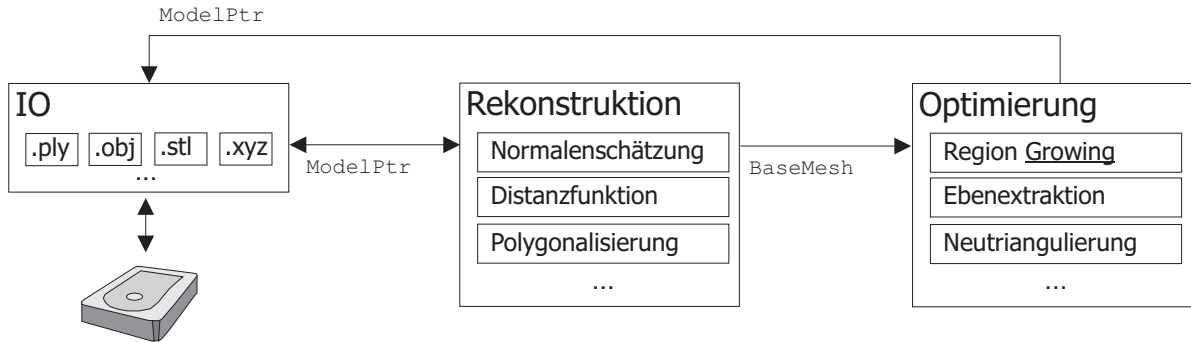 ModelPtr
IO
.ply .obj .stl .xyz
...
ModelPtr
Rekonstruktion
Normalenschätzung
Distanzfunktion
Polygonalisierung
...
BaseMesh
Optimierung
Region Growing
Ebenextraktion
Neutriangulierung
...